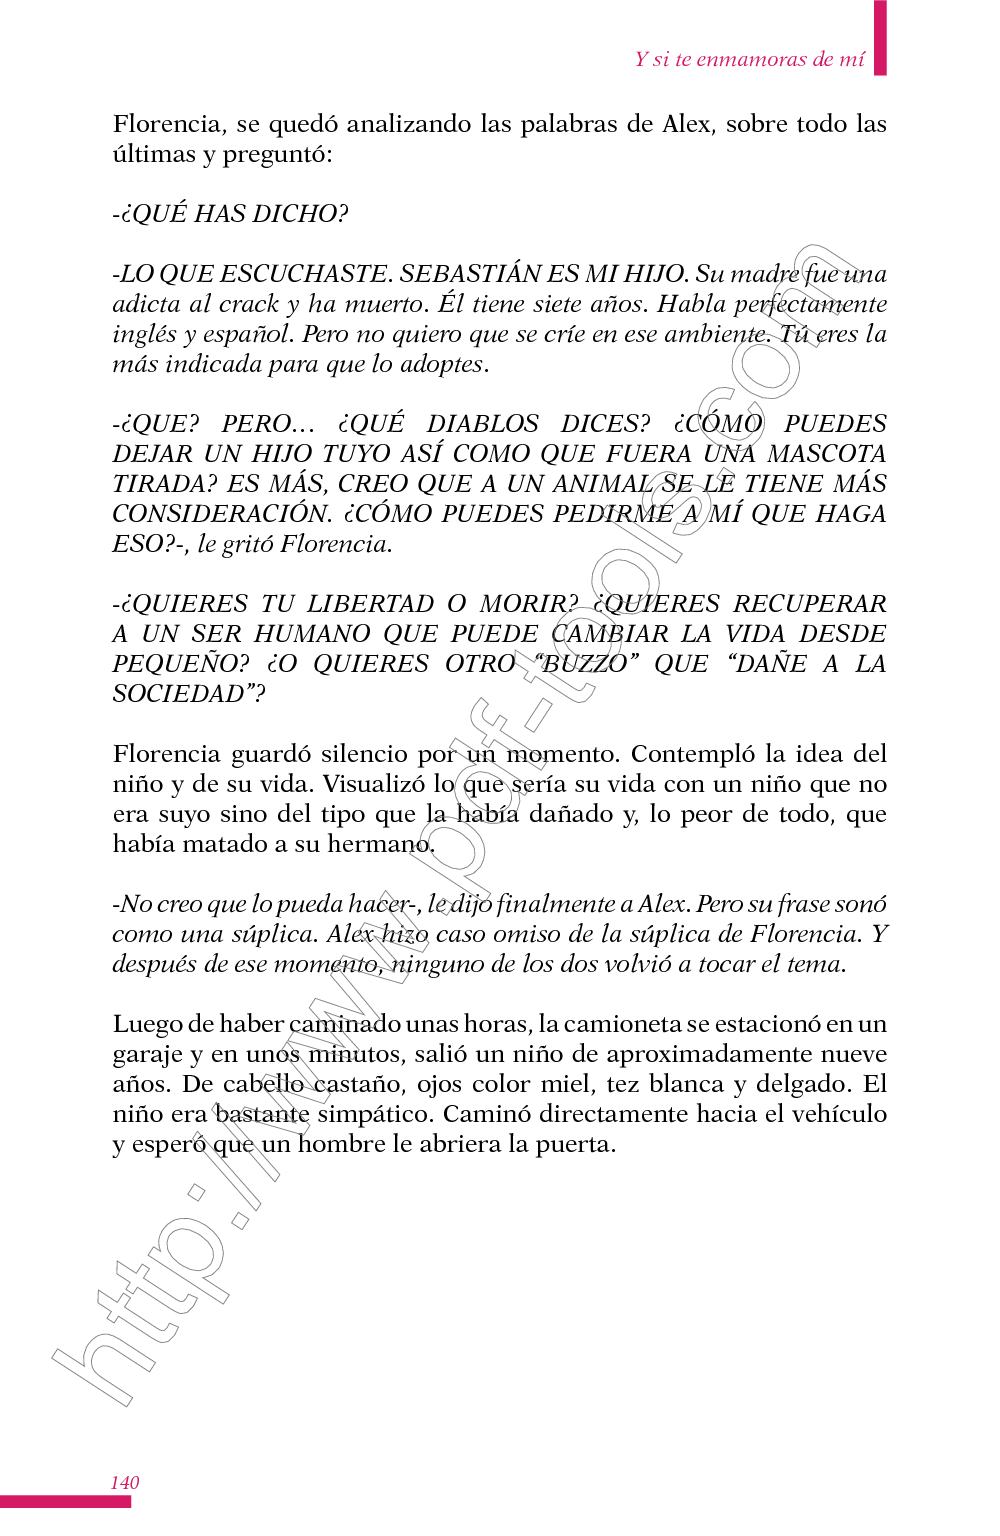 Y si te enmamoras de mí
Florencia, se quedó analizando las palabras de Alex, sobre todo las
últimas y preguntó:
-¿QUÉ HAS DICHO?
-LO QUE ESCUCHASTE. SEBASTIÁN ES MI HIJO. Su madre fue una
adicta al crack y ha muerto. Él tiene siete años. Habla perfectamente
inglés y español. Pero no quiero que se críe en ese ambiente. Tú eres la
más indicada para que lo adoptes.
-¿QUE? PERO… ¿QUÉ DIABLOS DICES? ¿CÓMO PUEDES
DEJAR UN HIJO TUYO ASÍ COMO QUE FUERA UNA MASCOTA
TIRADA? ES MÁS, CREO QUE A UN ANIMAL SE LE TIENE MÁS
CONSIDERACIÓN. ¿CÓMO PUEDES PEDIRME A MÍ QUE HAGA
ESO?-, le gritó Florencia.
-¿QUIERES TU LIBERTAD O MORIR? ¿QUIERES RECUPERAR
A UN SER HUMANO QUE PUEDE CAMBIAR LA VIDA DESDE
PEQUEÑO? ¿O QUIERES OTRO “BUZZO” QUE “DAÑE A LA
SOCIEDAD”?
Florencia guardó silencio por un momento. Contempló la idea del
niño y de su vida. Visualizó lo que sería su vida con un niño que no
era suyo sino del tipo que la había dañado y, lo peor de todo, que
había matado a su hermano.
-No creo que lo pueda hacer-, le dijo finalmente a Alex. Pero su frase sonó
como una súplica. Alex hizo caso omiso de la súplica de Florencia. Y
después de ese momento, ninguno de los dos volvió a tocar el tema.
Luego de haber caminado unas horas, la camioneta se estacionó en un
garaje y en unos minutos, salió un niño de aproximadamente nueve
años. De cabello castaño, ojos color miel, tez blanca y delgado. El
niño era bastante simpático. Caminó directamente hacia el vehículo
y esperó que un hombre le abriera la puerta.
140
http://www.pdf-tools.com